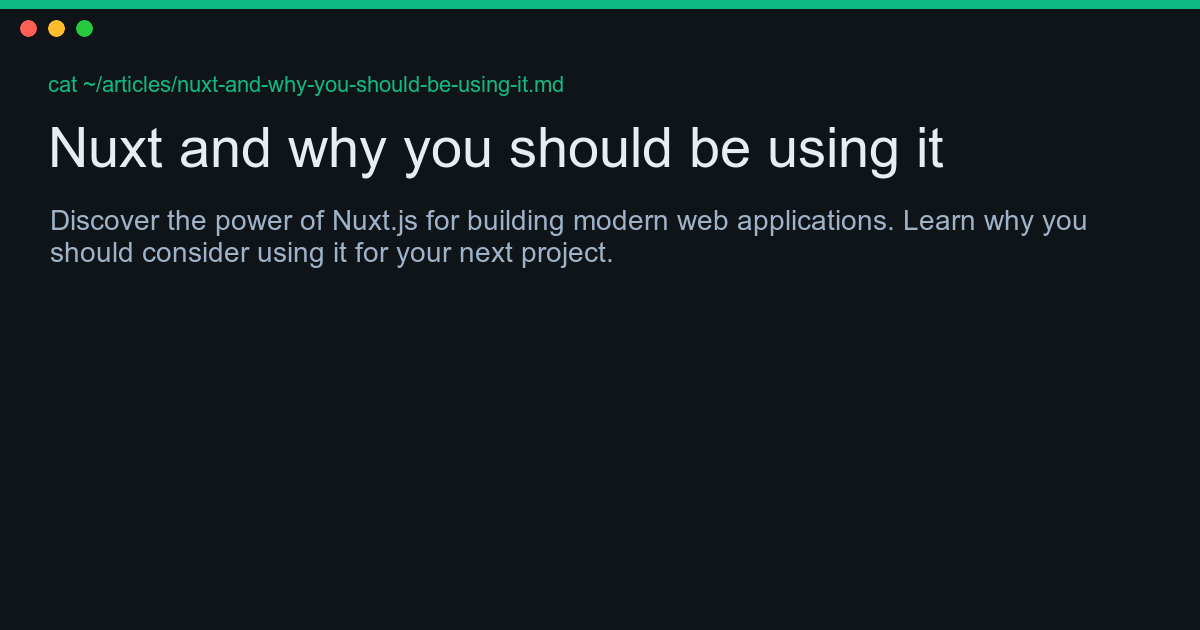 cat ~/articles/nuxt-and-why-you-should-be-using-it.md
Nuxt and why you should be using it
Discover the power of Nuxt.js for building modern web applications. Learn why you
should consider using it for your next project.